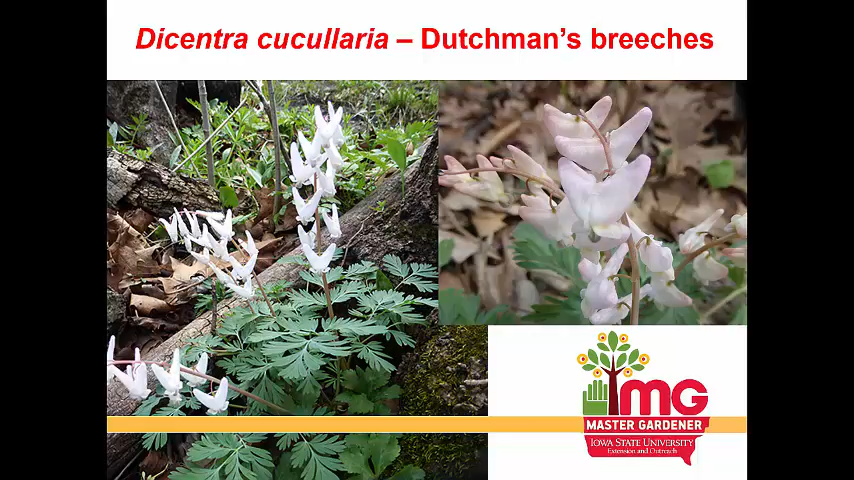 Dicentra cucullaria – Dutchman's breeches
MG
MASTER GARDENER
IOWA STATE UNIVERSITY
Extension and Outreach